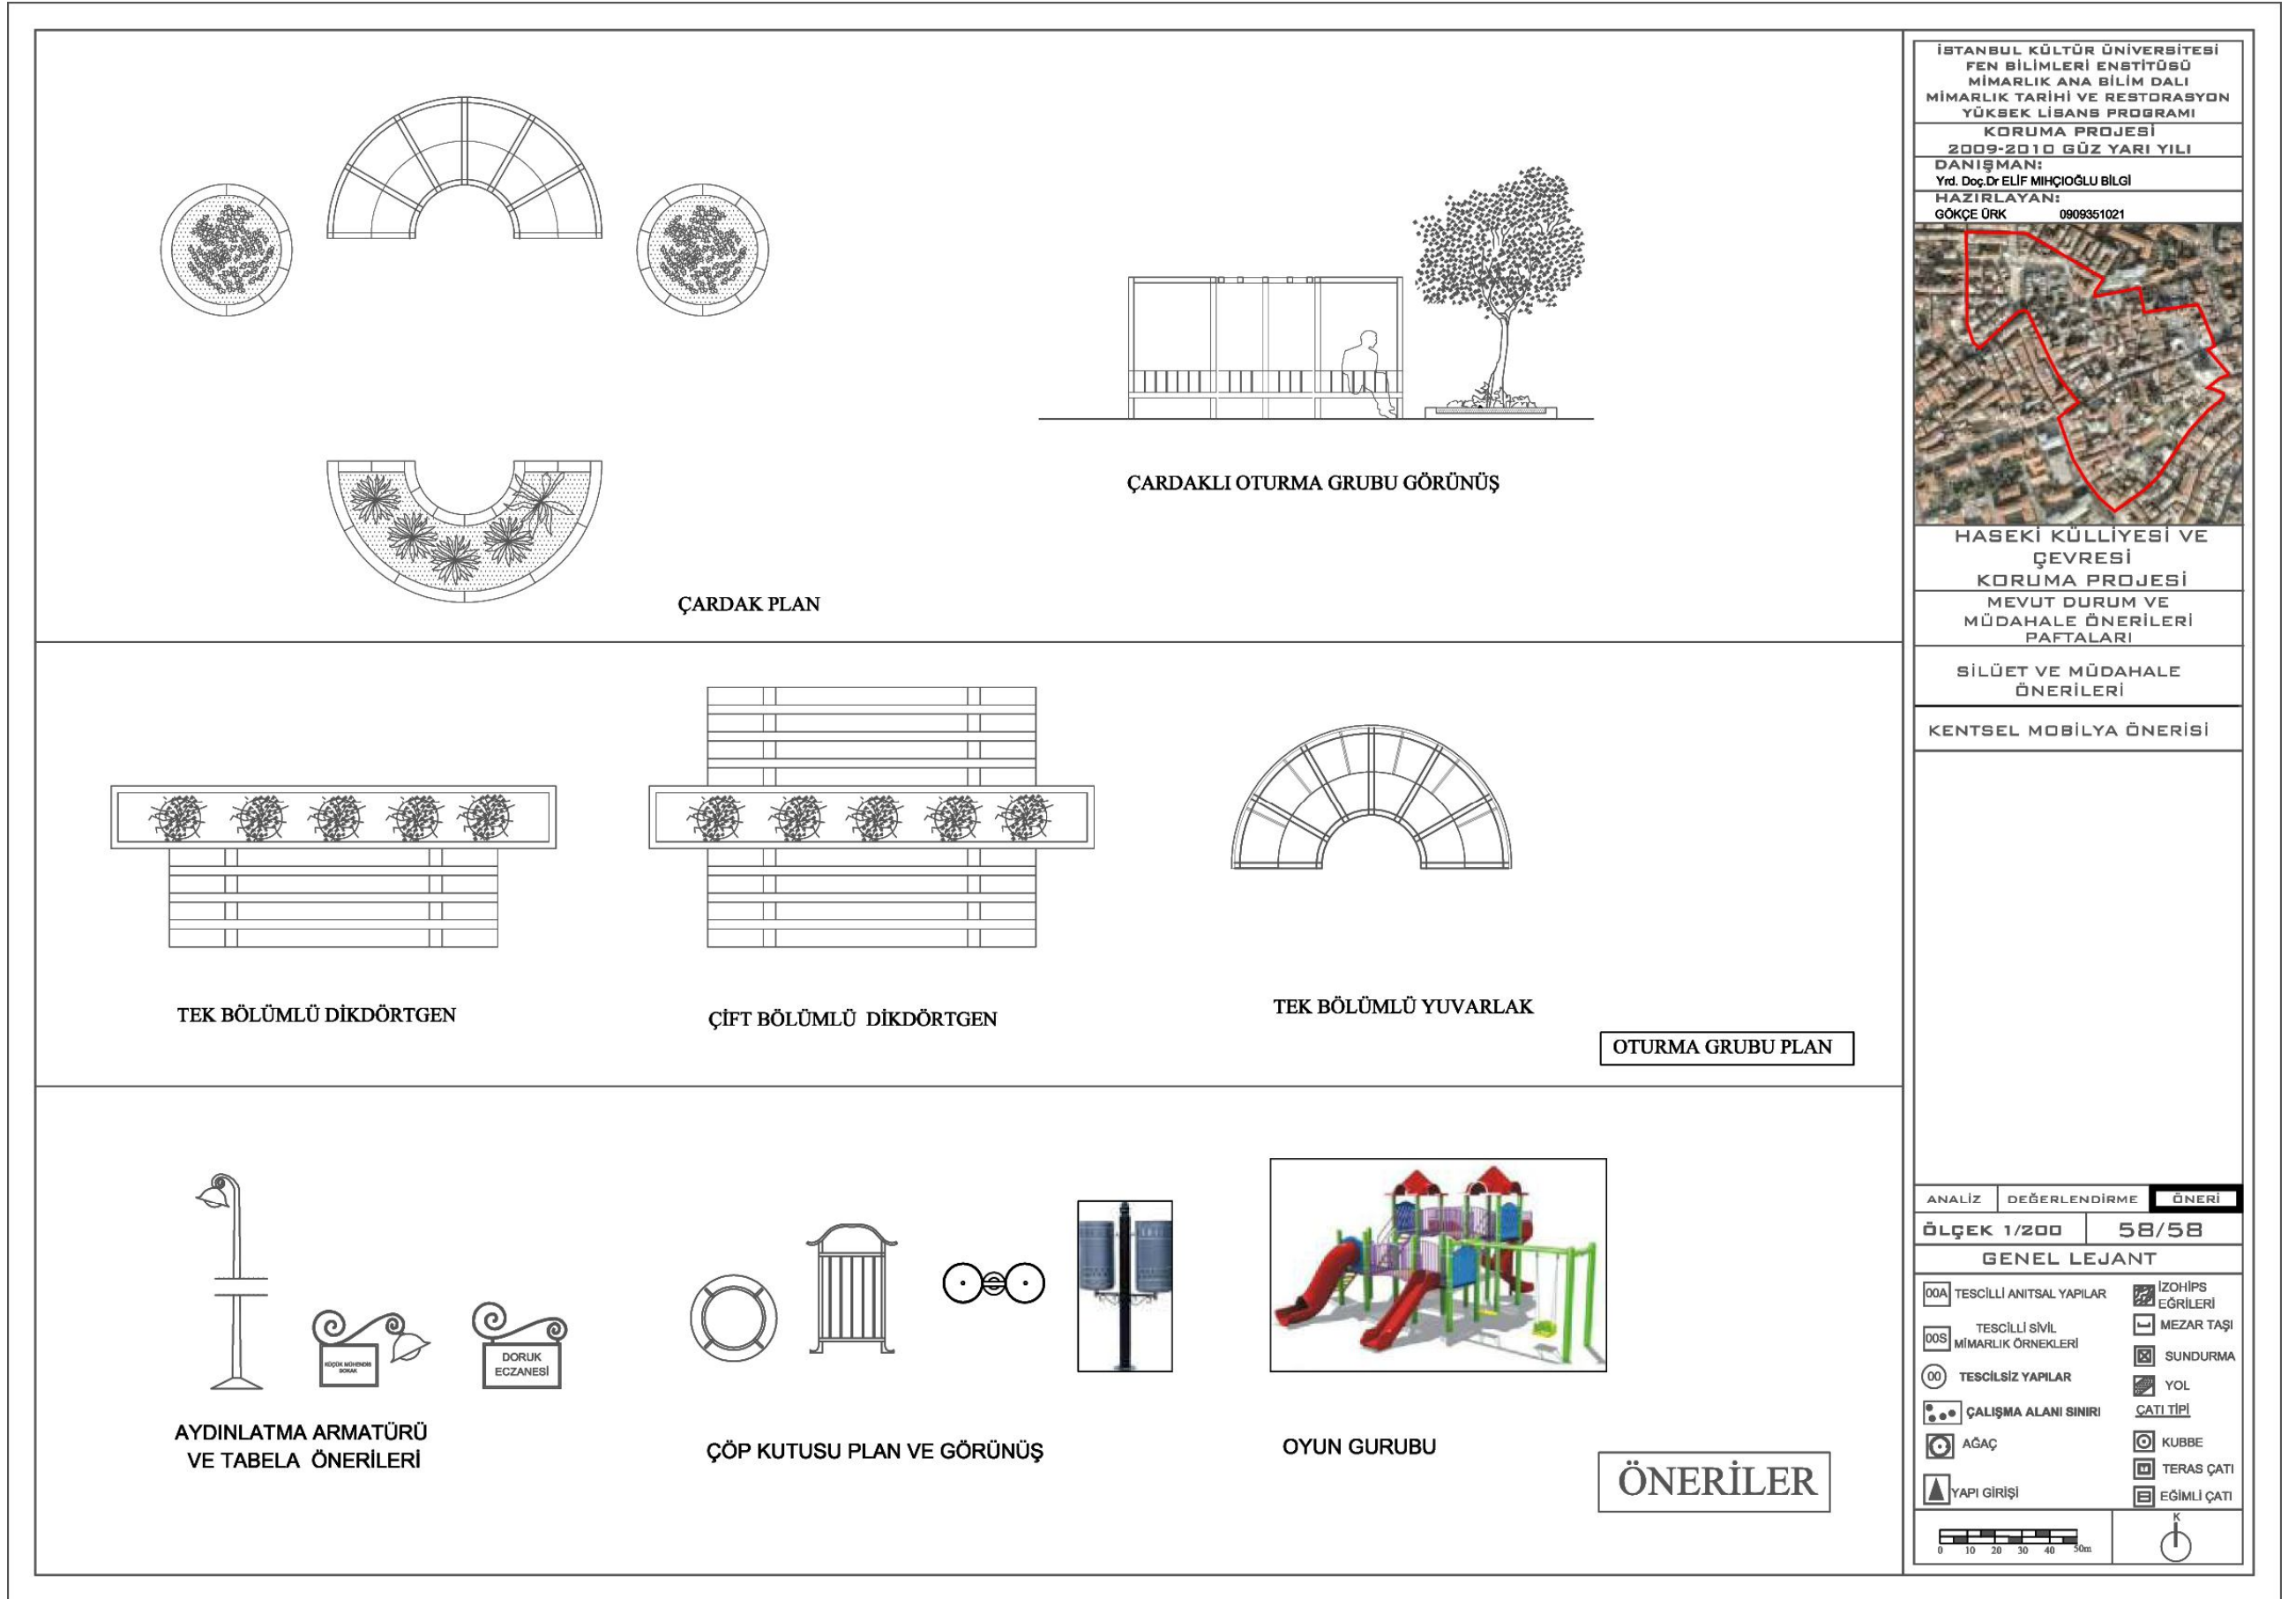 ÇARDAKLI OTURMA GRUBU GÖRÜNÜŞ
ÇARDAK PLAN
TEK BÖLÜMLÜ DİKDÖRTGEN
ÇİFT BÖLÜMLÜ DİKDÖRTGEN
TEK BÖLÜMLÜ YUVARLAK
OTURMA GRUBU PLAN
KÜÇÜK MÜHENDİS
SOKAK
DORUK
ECZANESİ
AYDINLATMA ARMATÜRÜ
VE TABELA ÖNERİLERİ
ÇÖP KUTUSU PLAN VE GÖRÜNÜŞ
OYUN GURUBU
ÖNERİLER
İSTANBUL KÜLTÜR ÜNİVERSİTESİ
FEN BİLİMLERİ ENSTİTÜSÜ
MİMARLIK ANA BİLİM DALI
MİMARLIK TARİHİ VE RESTORASYON
YÜKSEK LİSANS PROGRAMI
KORUMA PROJESİ
2009-2010 GÜZ YARI YILI
DANIŞMAN:
Yrd. Doç.Dr ELİF MIHÇIOĞLU BİLGİ
HAZIRLAYAN:
GÖKÇE ÜRK 0909351021
HASEKİ KÜLLİYESİ VE
ÇEVRESİ
KORUMA PROJESİ
MEVUT DURUM VE
MÜDAHALE ÖNERİLERİ
PAFTALARI
SİLÜET VE MÜDAHALE
ÖNERİLERİ
KENTSEL MOBİLYA ÖNERİSİ
ANALİZ DEĞERLENDİRME ÖNERİ
ÖLÇEK 1/200 58/58
GENEL LEJANT
00A TESCİLLİ ANITSAL YAPILAR
00S TESCİLLİ SİVİL
MİMARLIK ÖRNEKLERİ
00 TESCİLSİZ YAPILAR
ÇALIŞMA ALANI SINIRI
AĞAÇ
YAPI GİRİŞİ
İZOHİPS
EĞRİLERİ
MEZAR TAŞI
SUNDURMA
YOL
ÇATI TİPİ
KUBBE
TERAS ÇATI
EĞİMLİ ÇATI
0 10 20 30 40 50m
K